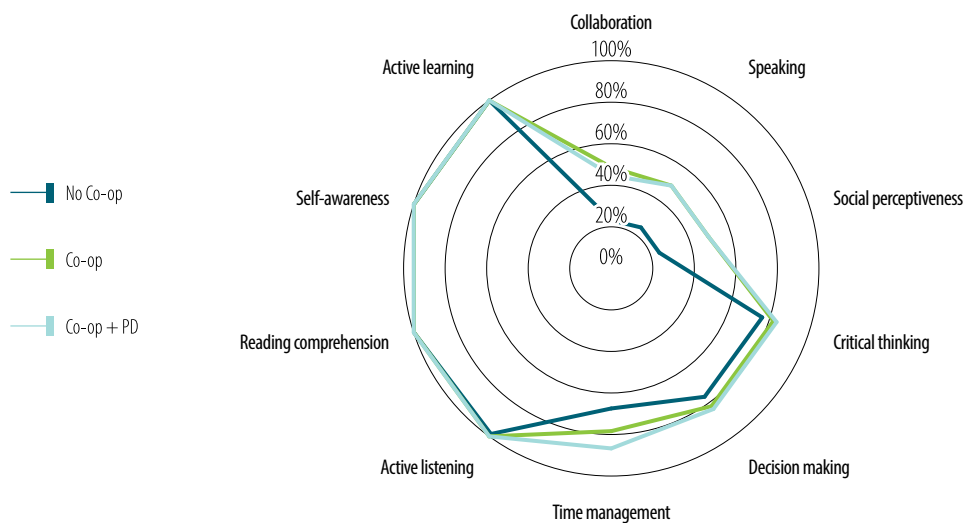 Collaboration
100%
80%
60%
40%
20%
0%
Speaking
Social perceptiveness
Critical thinking
Decision making
Time management
Active listening
Reading comprehension
Self-awareness
Active learning
No Co-op
Co-op
Co-op + PD